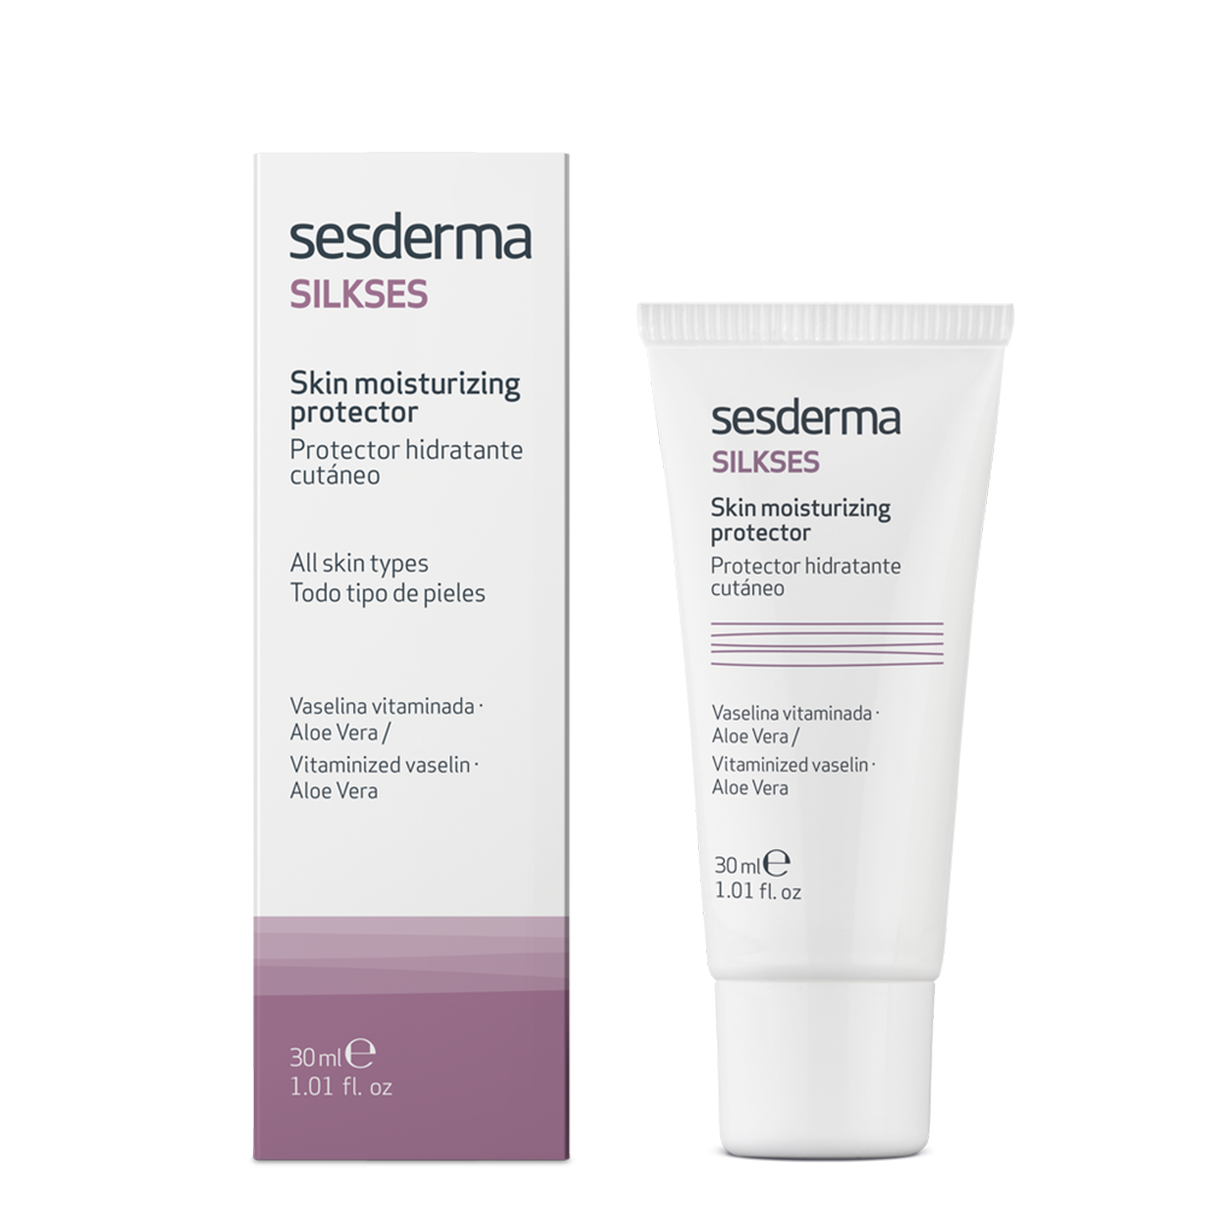 sesderma
SILKSES
Skin moisturizing
protector
Protector hidratante
cutáneo
All skin types
Todo tipo de pieles
Vaselina vitaminada ·
Aloe Vera /
Vitaminized vaselin ·
Aloe Vera
30 ml ℮
1.01 fl. oz
sesderma
SILKSES
Skin moisturizing
protector
Protector hidratante
cutáneo
Vaselina vitaminada ·
Aloe Vera /
Vitaminized vaselin ·
Aloe Vera
30 ml ℮
1.01 fl. oz